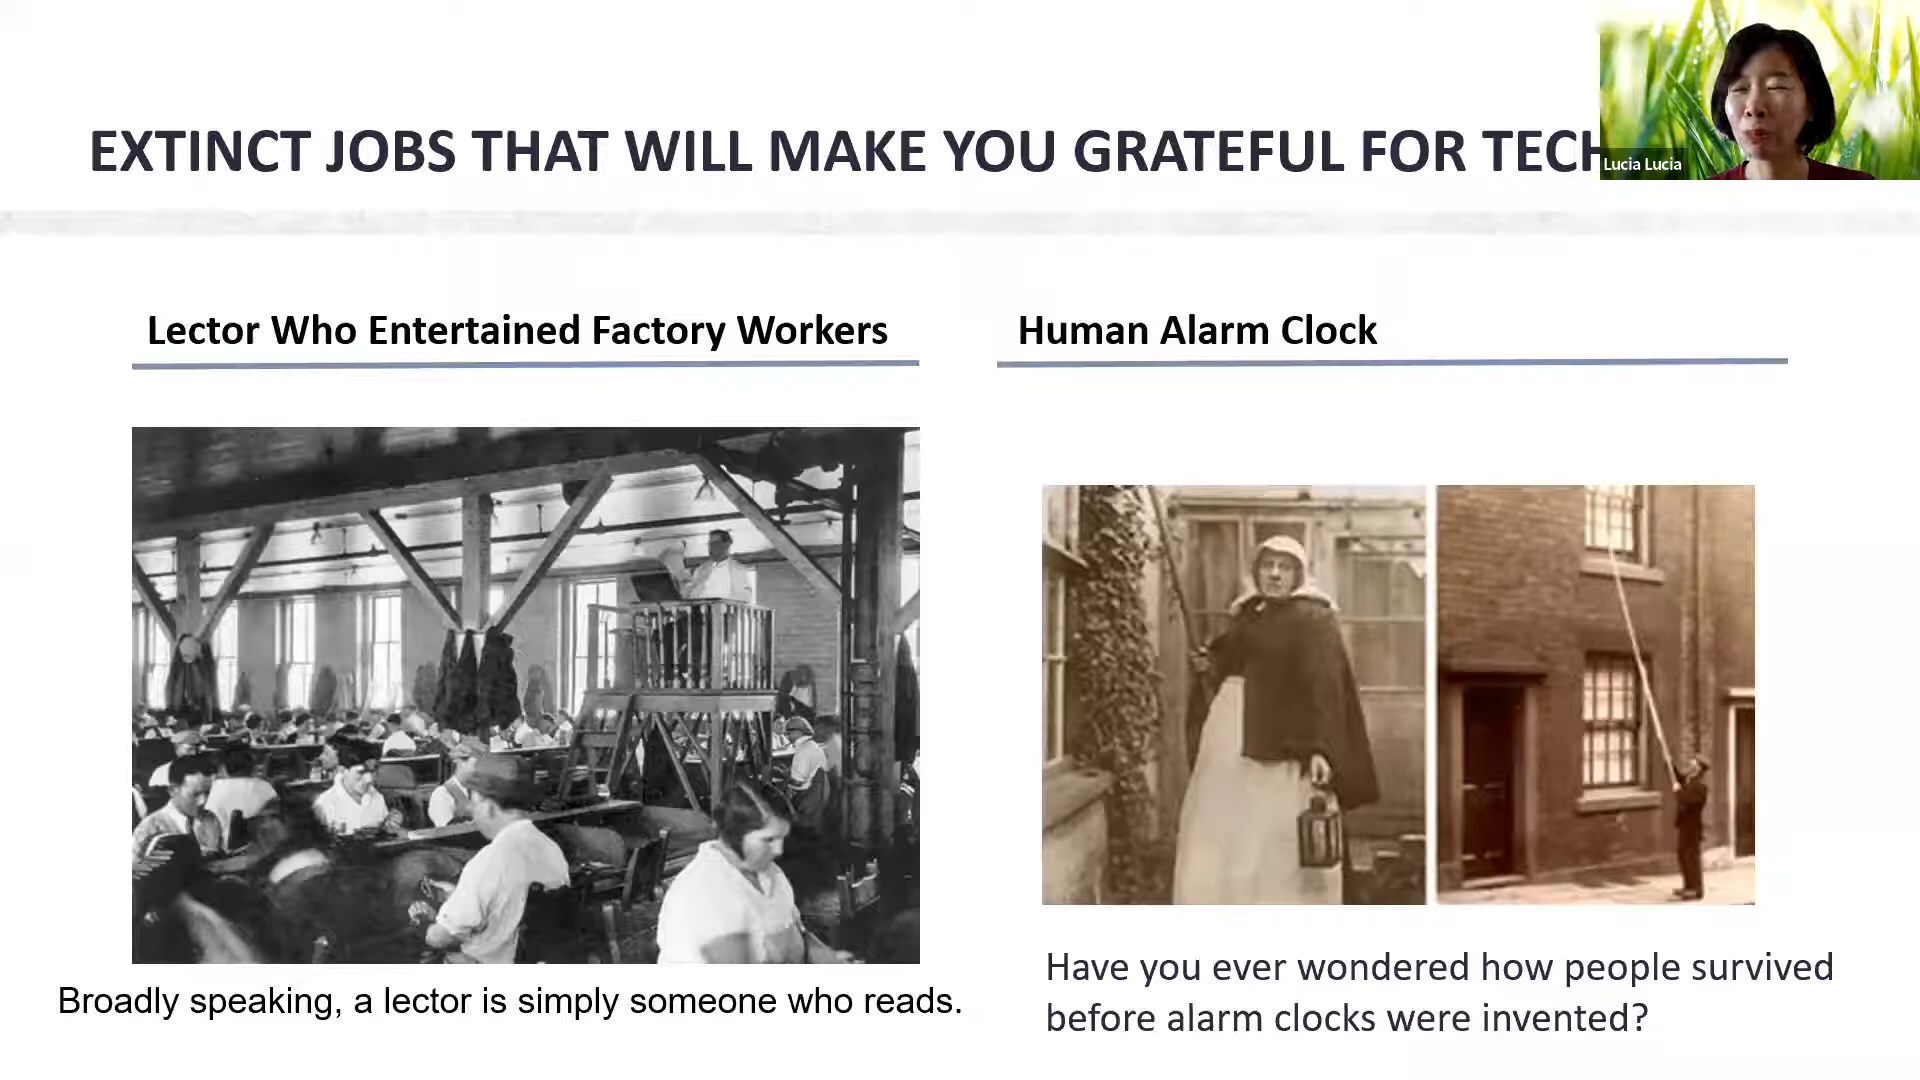 EXTINCT JOBS THAT WILL MAKE YOU GRATEFUL FOR TECH
Lucia Lucia
Lector Who Entertained Factory Workers
Human Alarm Clock
Broadly speaking, a lector is simply someone who reads.
Have you ever wondered how people survived
before alarm clocks were invented?